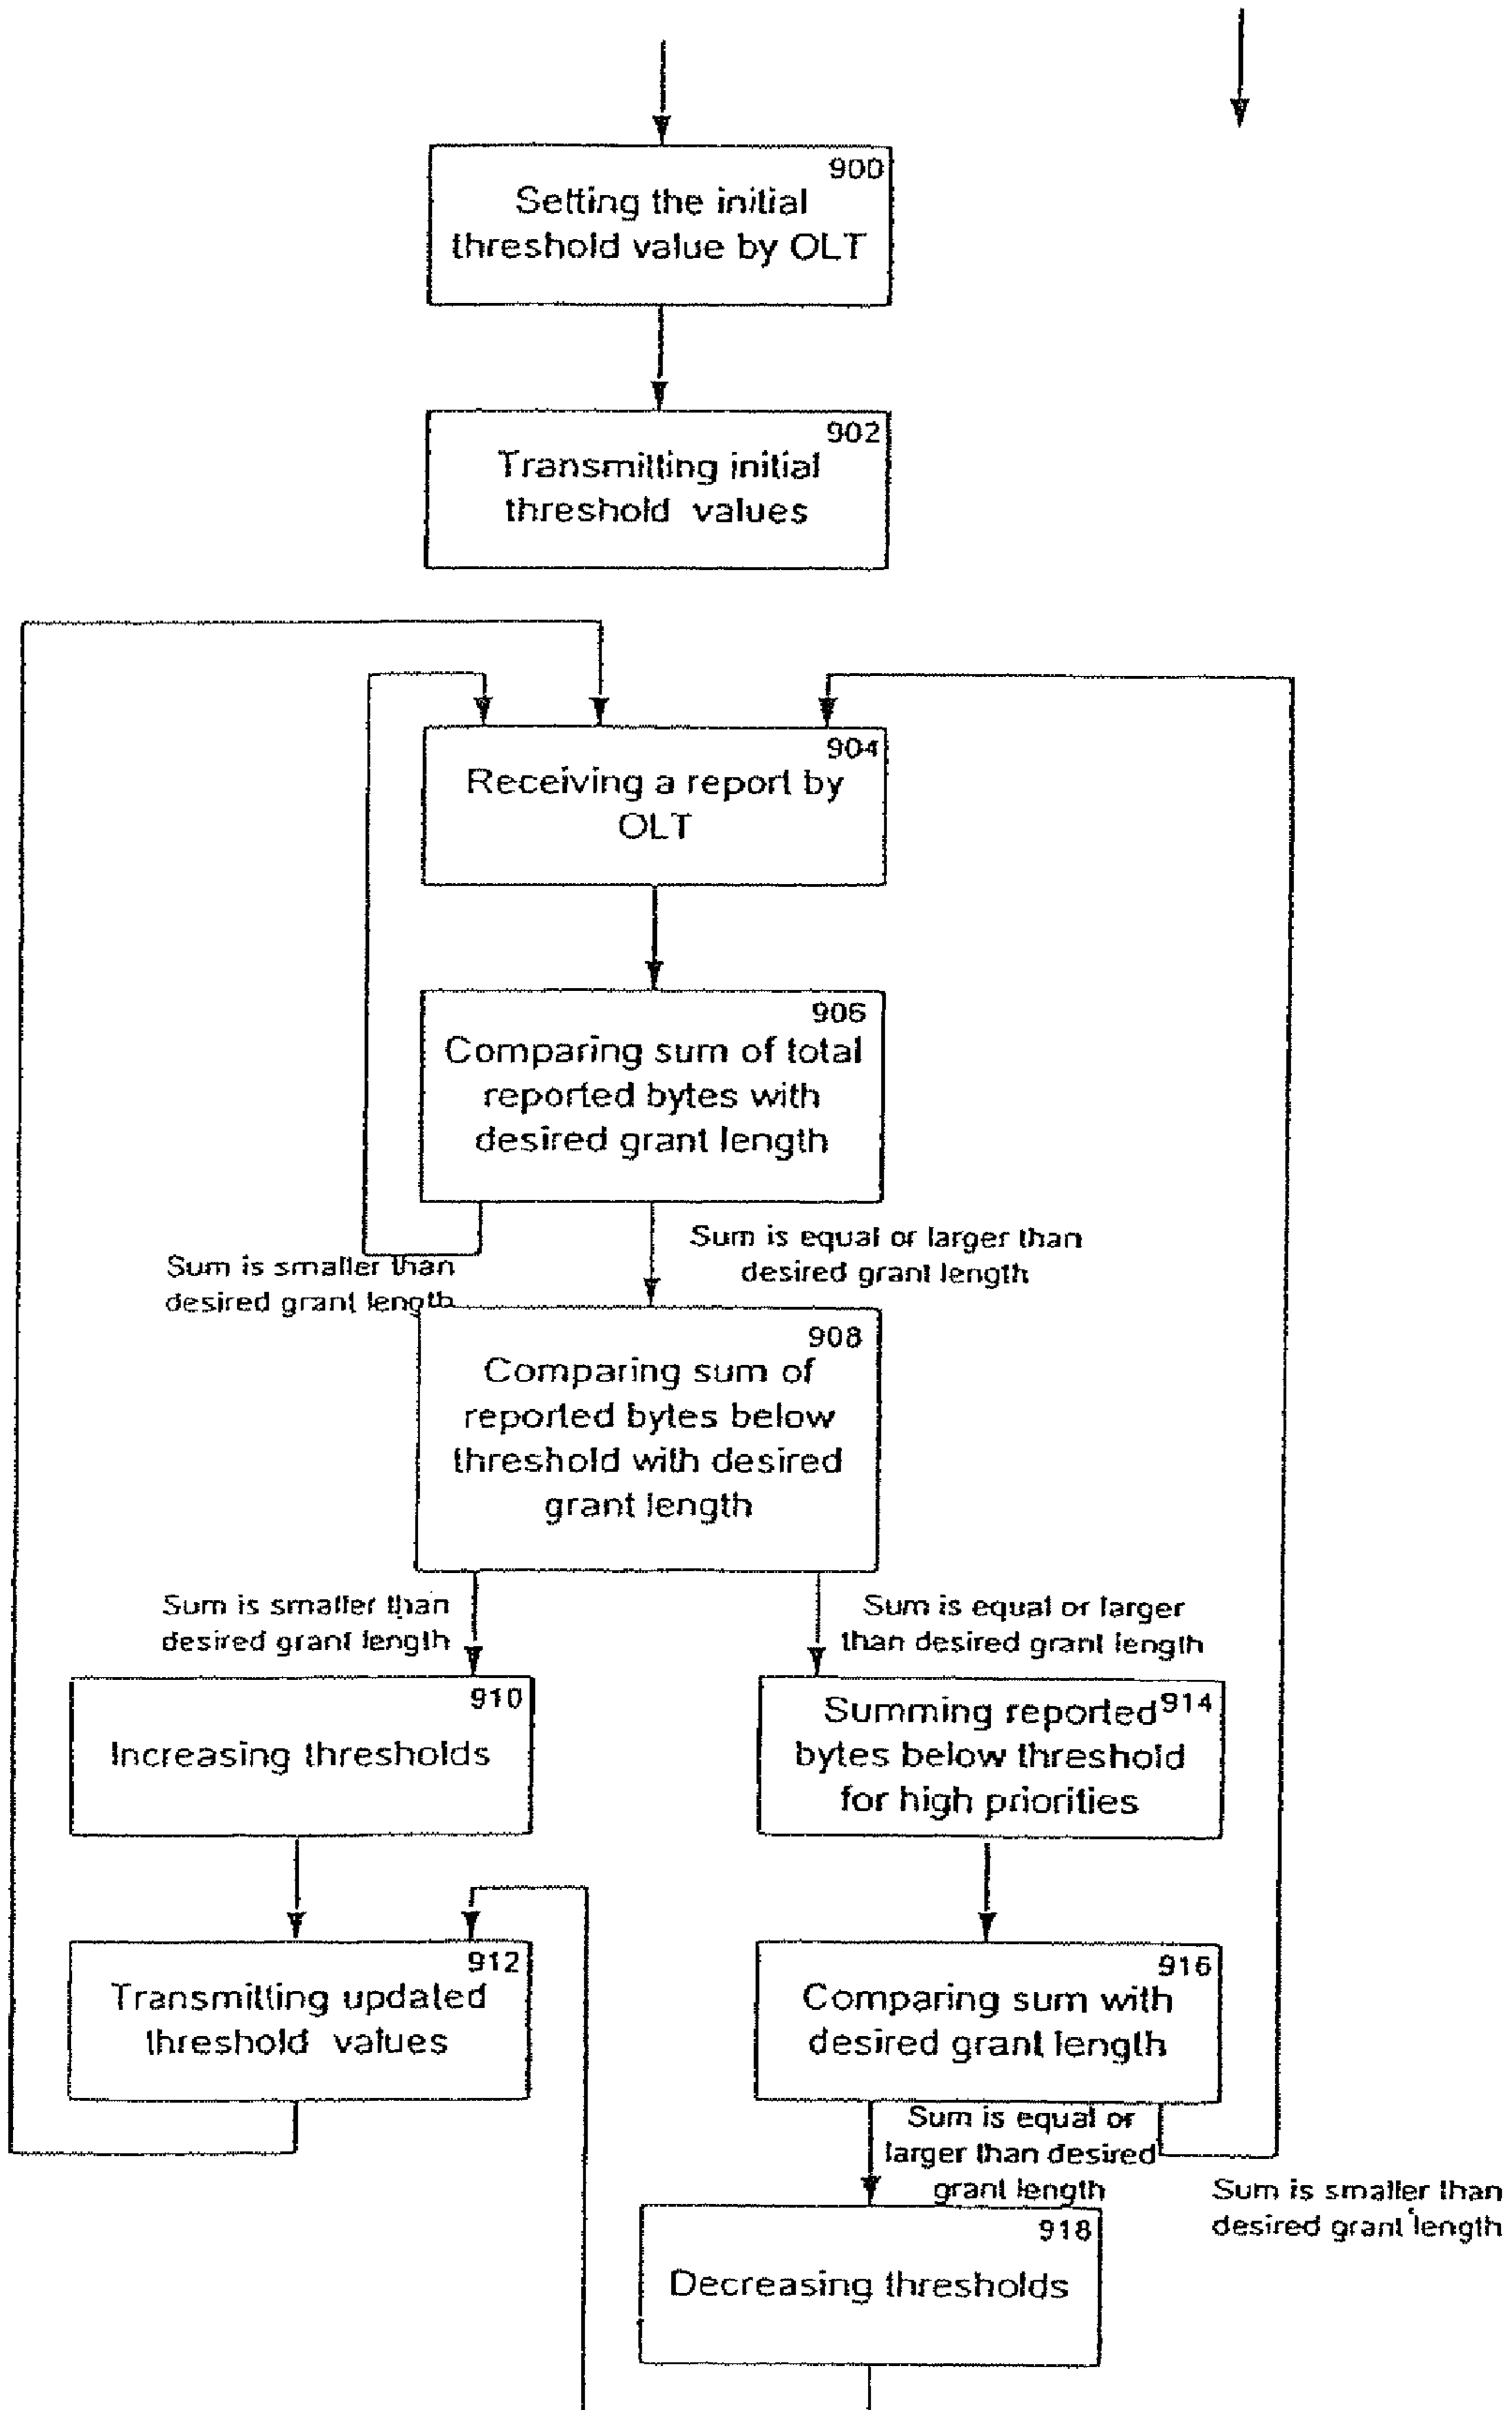 900
Setting the initial
threshold value by OLT
902
Transmitting initial
threshold values
904
Receiving a report by
OLT
906
Comparing sum of total
reported bytes with
desired grant length
Sum is smaller than
desired grant length
Sum is equal or larger than
desired grant length
908
Comparing sum of
reported bytes below
threshold with desired
grant length
Sum is smaller than
desired grant length
Sum is equal or larger
than desired grant length
910
Increasing thresholds
914
Summing reported
bytes below threshold
for high priorities
912
Transmitting updated
threshold values
916
Comparing sum with
desired grant length
Sum is equal or
larger than desired
grant length
Sum is smaller than
desired grant length
918
Decreasing thresholds